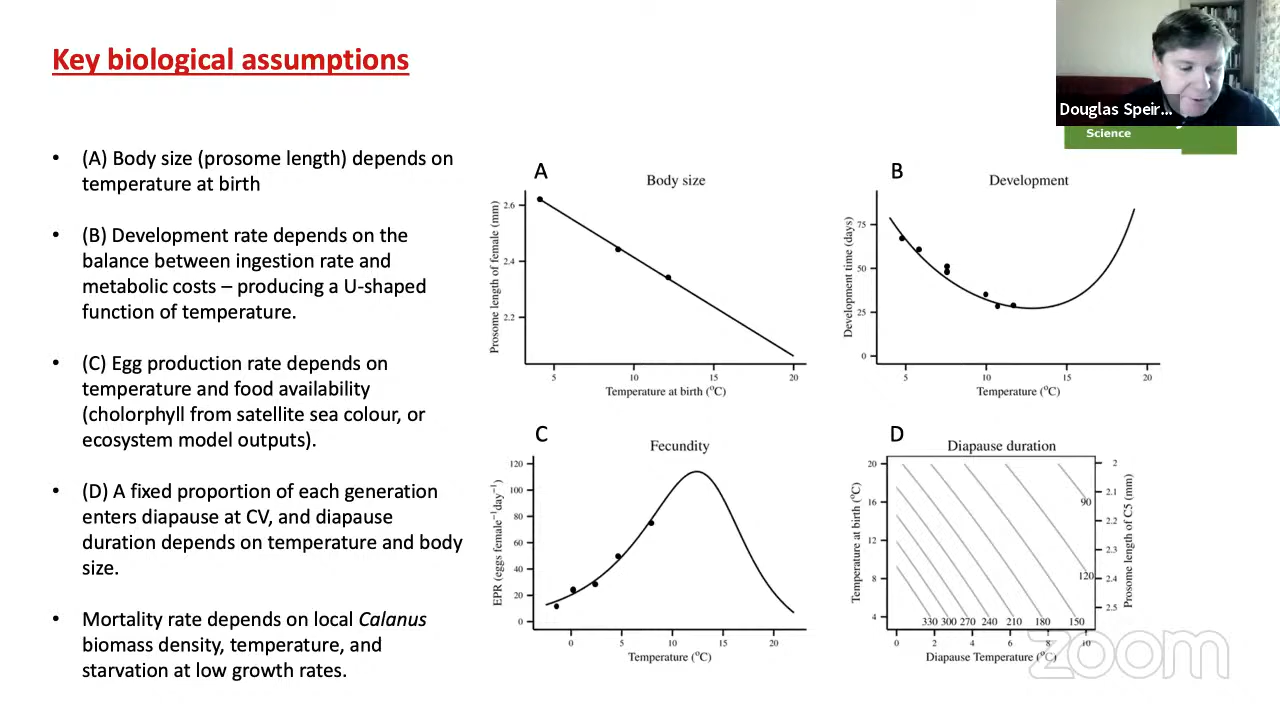 Key biological assumptions
Douglas Speir...
Science
• (A) Body size (prosome length) depends on
temperature at birth
• (B) Development rate depends on the
balance between ingestion rate and
metabolic costs – producing a U-shaped
function of temperature.
• (C) Egg production rate depends on
temperature and food availability
(cholorphyll from satellite sea colour, or
ecosystem model outputs).
• (D) A fixed proportion of each generation
enters diapause at CV, and diapause
duration depends on temperature and body
size.
• Mortality rate depends on local Calanus
biomass density, temperature, and
starvation at low growth rates.
A
Body size
Prosome length of female (mm)
2.6
2.4
2.2
5 10 15 20
Temperature at birth (°C)
B
Development
Development time (days)
75
50
25
0
5 10 15 20
Temperature (°C)
C
Fecundity
EPR (eggs female⁻¹day⁻¹)
120
100
80
60
40
20
0
0 5 10 15 20
Temperature (°C)
D
Diapause duration
Temperature at birth (°C)
20
16
12
8
4
2
2.1
2.2
2.3
2.4
2.5
Prosome length of C5 (mm)
90
120
330 300 270 240 210 180 150
0 2 4 6 8 10
Diapause Temperature (°C)
zoom